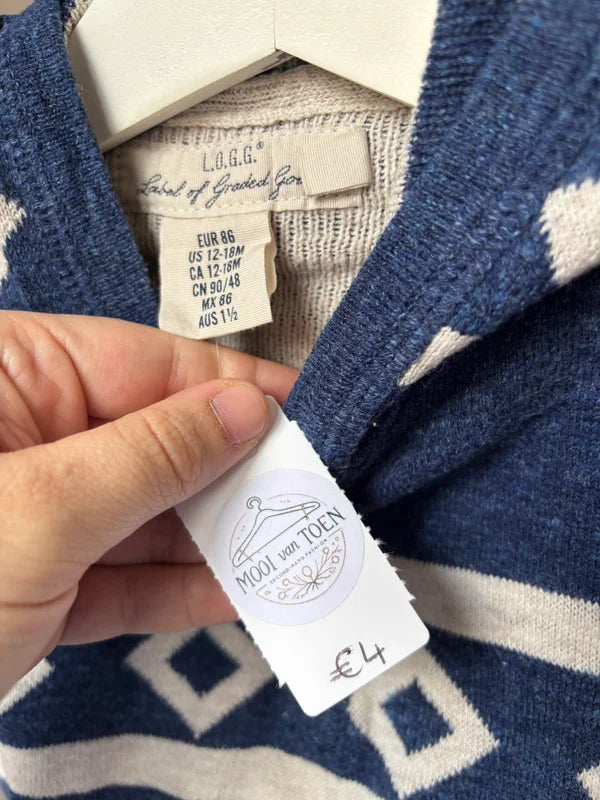 L.O.G.G.®
Label of Graded
EUR 86
US 12-18M
CA 12-18M
CN 90/48
MX 86
AUS 1½
MOOI van TOEN
SECOND-HAND FASHION
€4